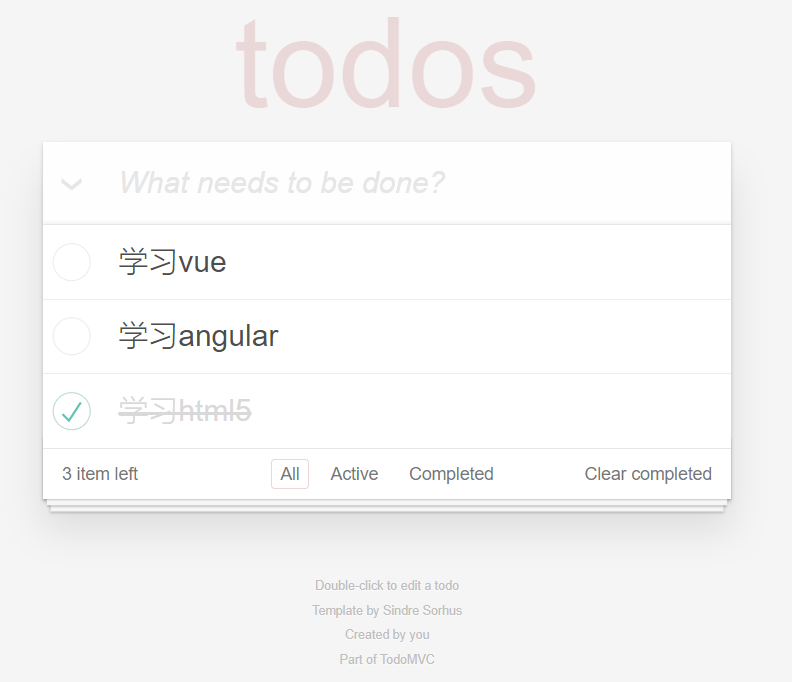 todos
What needs to be done?
学习vue
学习angular
学习html5
3 item left All Active Completed Clear completed
Double-click to edit a todo
Template by Sindre Sorhus
Created by you
Part of TodoMVC